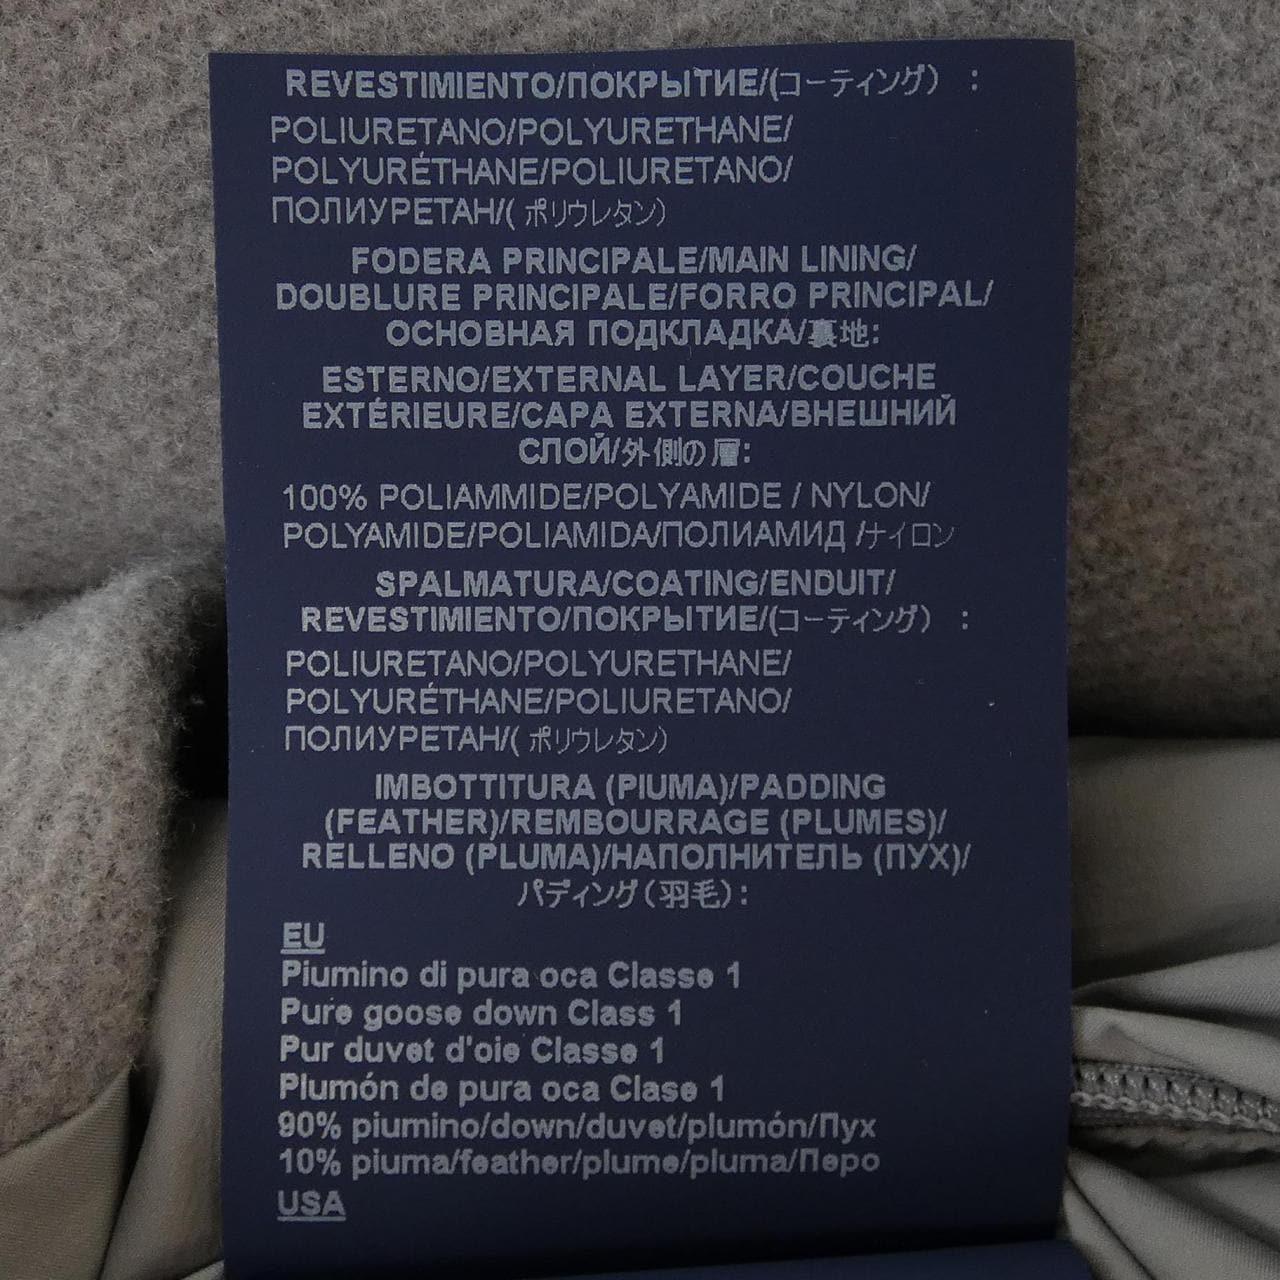 REVESTIMIENTO/ПОКРЫТИЕ/(コーティング) :
POLIURETANO/POLYURETHANE/
POLYURÉTHANE/POLIURETANO/
ПОЛИУРЕТАН/( ポリウレタン)
FODERA PRINCIPALE/MAIN LINING/
DOUBLURE PRINCIPALE/FORRO PRINCIPAL/
ОСНОВНАЯ ПОДКЛАДКА/裏地:
ESTERNO/EXTERNAL LAYER/COUCHE
EXTÉRIEURE/CAPA EXTERNA/ВНЕШНИЙ
СЛОЙ/外側の層:
100% POLIAMMIDE/POLYAMIDE / NYLON/
POLYAMIDE/POLIAMIDA/ПОЛИАМИД /ナイロン
SPALMATURA/COATING/ENDUIT/
REVESTIMIENTO/ПОКРЫТИЕ/(コーティング) :
POLIURETANO/POLYURETHANE/
POLYURÉTHANE/POLIURETANO/
ПОЛИУРЕТАН/( ポリウレタン)
IMBOTTITURA (PIUMA)/PADDING
(FEATHER)/REMBOURRAGE (PLUMES)/
RELLENO (PLUMA)/НАПОЛНИТЕЛЬ (ПУХ)/
パディング(羽毛):
EU
Piumino di pura oca Classe 1
Pure goose down Class 1
Pur duvet d'oie Classe 1
Plumón de pura oca Clase 1
90% piumino/down/duvet/plumón/Пух
10% piuma/feather/plume/pluma/Перо
USA